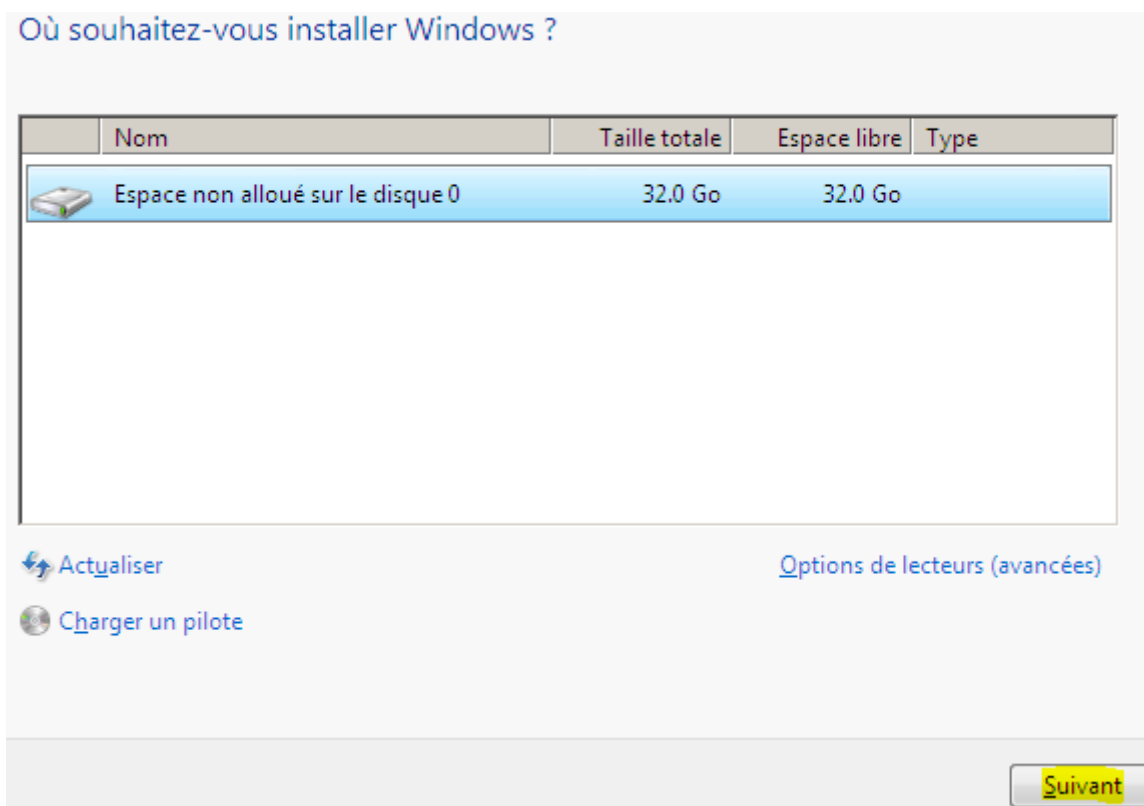 Où souhaitez-vous installer Windows ?
Nom Taille totale Espace libre Type
Espace non alloué sur le disque 0 32.0 Go 32.0 Go
Actualiser Options de lecteurs (avancées)
Charger un pilote
Suivant